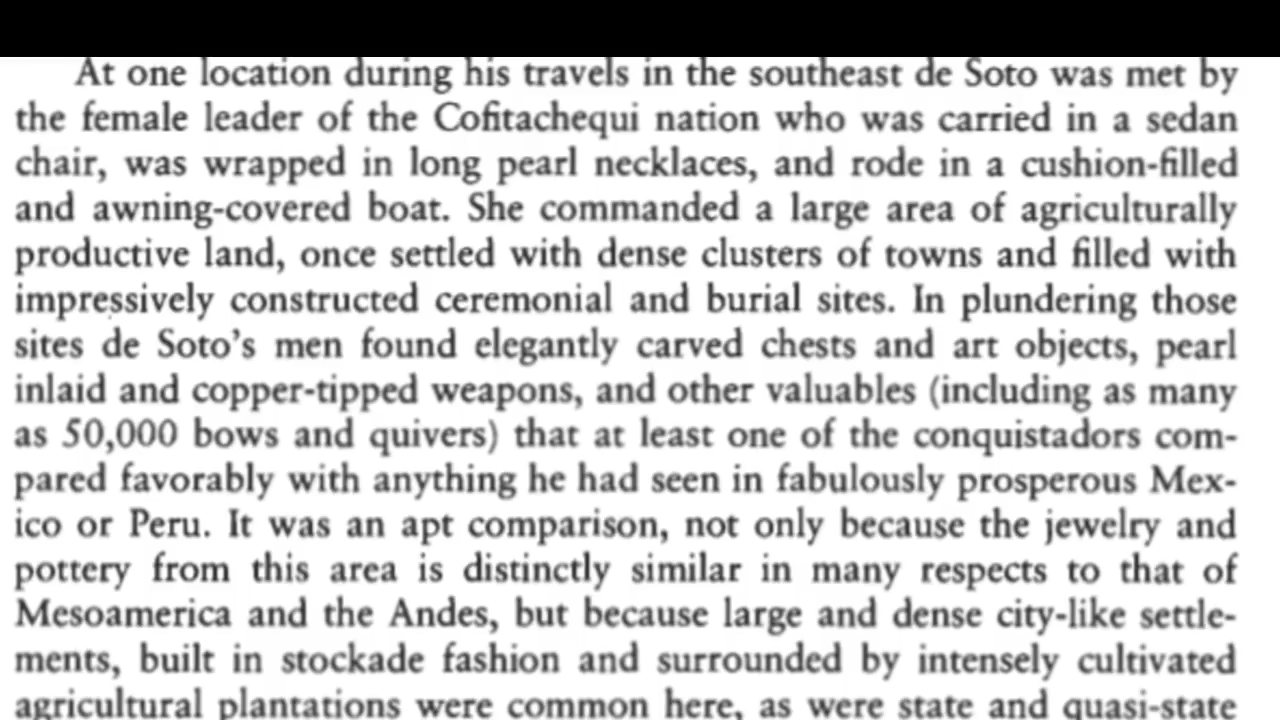 At one location during his travels in the southeast de Soto was met by
the female leader of the Cofitachequi nation who was carried in a sedan
chair, was wrapped in long pearl necklaces, and rode in a cushion-filled
and awning-covered boat. She commanded a large area of agriculturally
productive land, once settled with dense clusters of towns and filled with
impressively constructed ceremonial and burial sites. In plundering those
sites de Soto's men found elegantly carved chests and art objects, pearl
inlaid and copper-tipped weapons, and other valuables (including as many
as 50,000 bows and quivers) that at least one of the conquistadors com-
pared favorably with anything he had seen in fabulously prosperous Mex-
ico or Peru. It was an apt comparison, not only because the jewelry and
pottery from this area is distinctly similar in many respects to that of
Mesoamerica and the Andes, but because large and dense city-like settle-
ments, built in stockade fashion and surrounded by intensely cultivated
agricultural plantations were common here, as were state and quasi-state